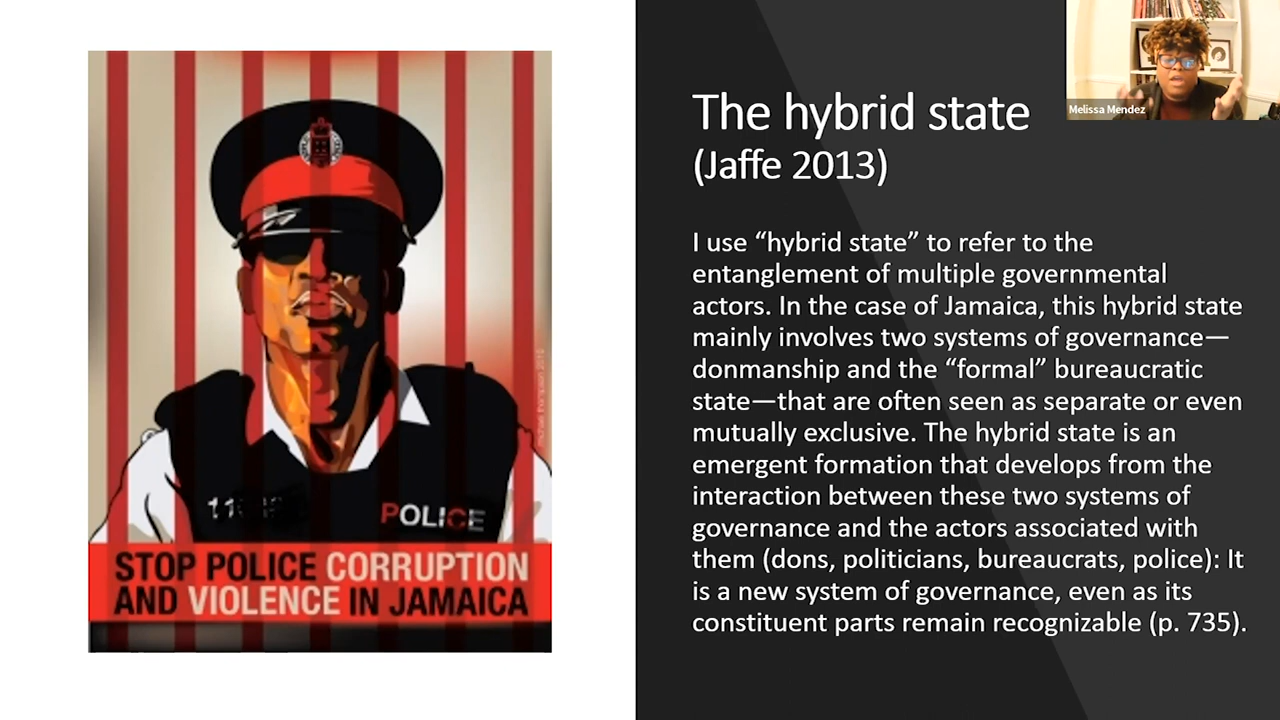 Melissa Mendez
The hybrid state
(Jaffe 2013)
I use “hybrid state” to refer to the
entanglement of multiple governmental
actors. In the case of Jamaica, this hybrid state
mainly involves two systems of governance—
donmanship and the “formal” bureaucratic
state—that are often seen as separate or even
mutually exclusive. The hybrid state is an
emergent formation that develops from the
interaction between these two systems of
governance and the actors associated with
them (dons, politicians, bureaucrats, police): It
is a new system of governance, even as its
constituent parts remain recognizable (p. 735).
POLICE
STOP POLICE CORRUPTION
AND VIOLENCE IN JAMAICA